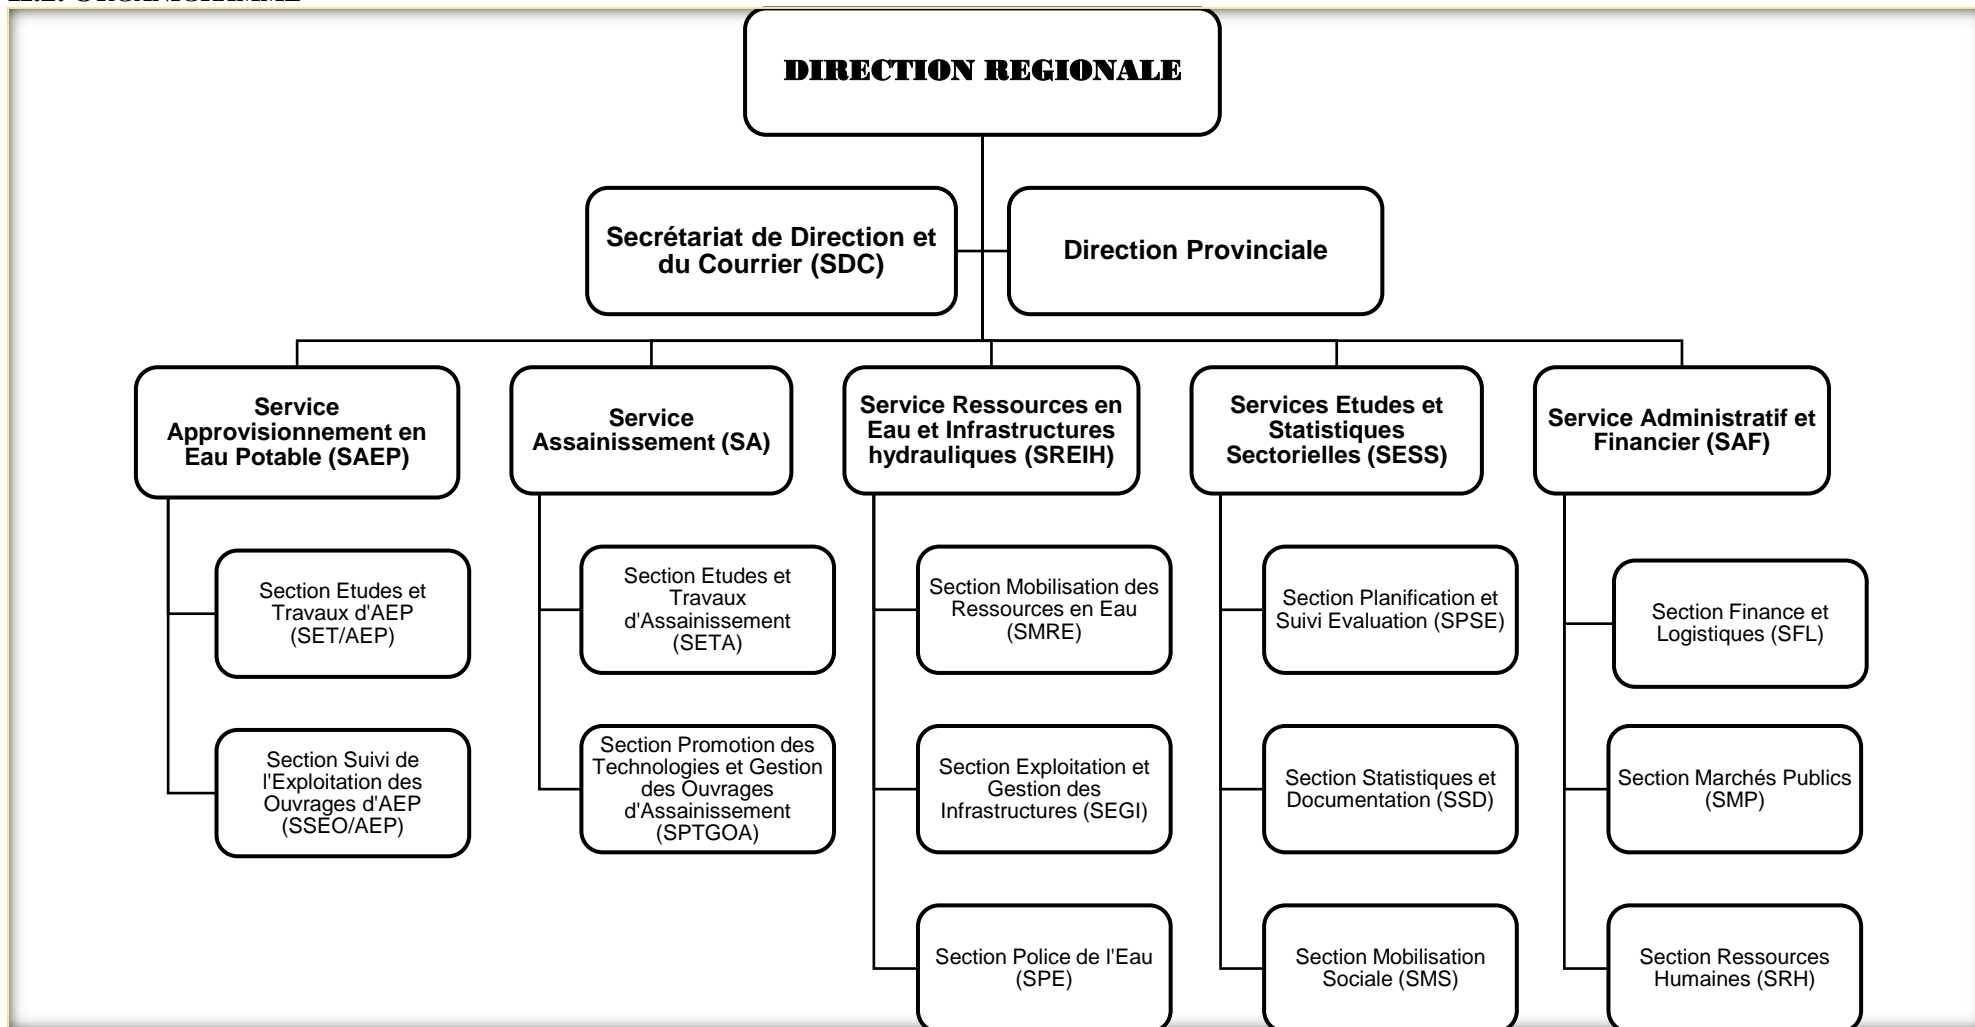 DIRECTION REGIONALE
Secrétariat de Direction et
du Courrier (SDC)
Direction Provinciale
Service
Approvisionnement en
Eau Potable (SAEP)
Service
Assainissement (SA)
Service Ressources en
Eau et Infrastructures
hydrauliques (SREIH)
Services Etudes et
Statistiques
Sectorielles (SESS)
Service Administratif et
Financier (SAF)
Section Etudes et
Travaux d'AEP
(SET/AEP)
Section Suivi de
l'Exploitation des
Ouvrages d'AEP
(SSEO/AEP)
Section Etudes et
Travaux
d'Assainissement
(SETA)
Section Promotion des
Technologies et Gestion
des Ouvrages
d'Assainissement
(SPTGOA)
Section Mobilisation des
Ressources en Eau
(SMRE)
Section Exploitation et
Gestion des
Infrastructures (SEGI)
Section Police de l'Eau
(SPE)
Section Planification et
Suivi Evaluation (SPSE)
Section Statistiques et
Documentation (SSD)
Section Mobilisation
Sociale (SMS)
Section Finance et
Logistiques (SFL)
Section Marchés Publics
(SMP)
Section Ressources
Humaines (SRH)